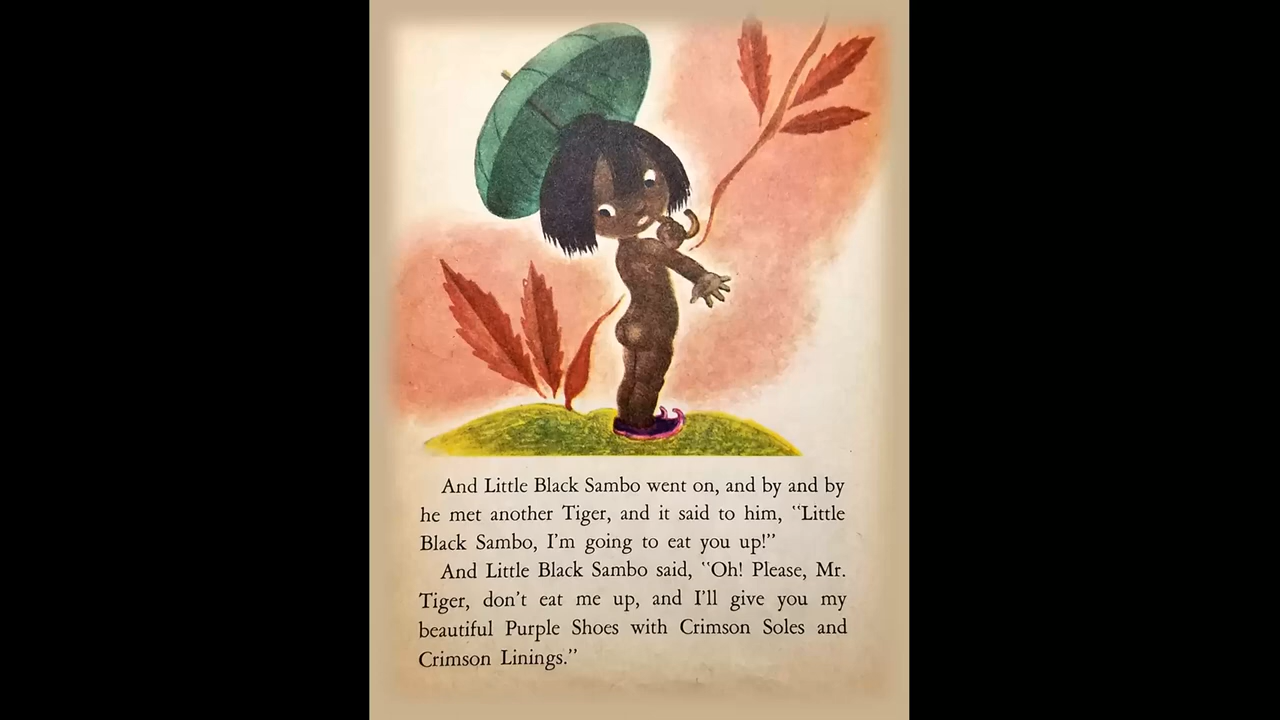 And Little Black Sambo went on, and by and by
he met another Tiger, and it said to him, “Little
Black Sambo, I’m going to eat you up!”
And Little Black Sambo said, “Oh! Please, Mr.
Tiger, don’t eat me up, and I’ll give you my
beautiful Purple Shoes with Crimson Soles and
Crimson Linings.”